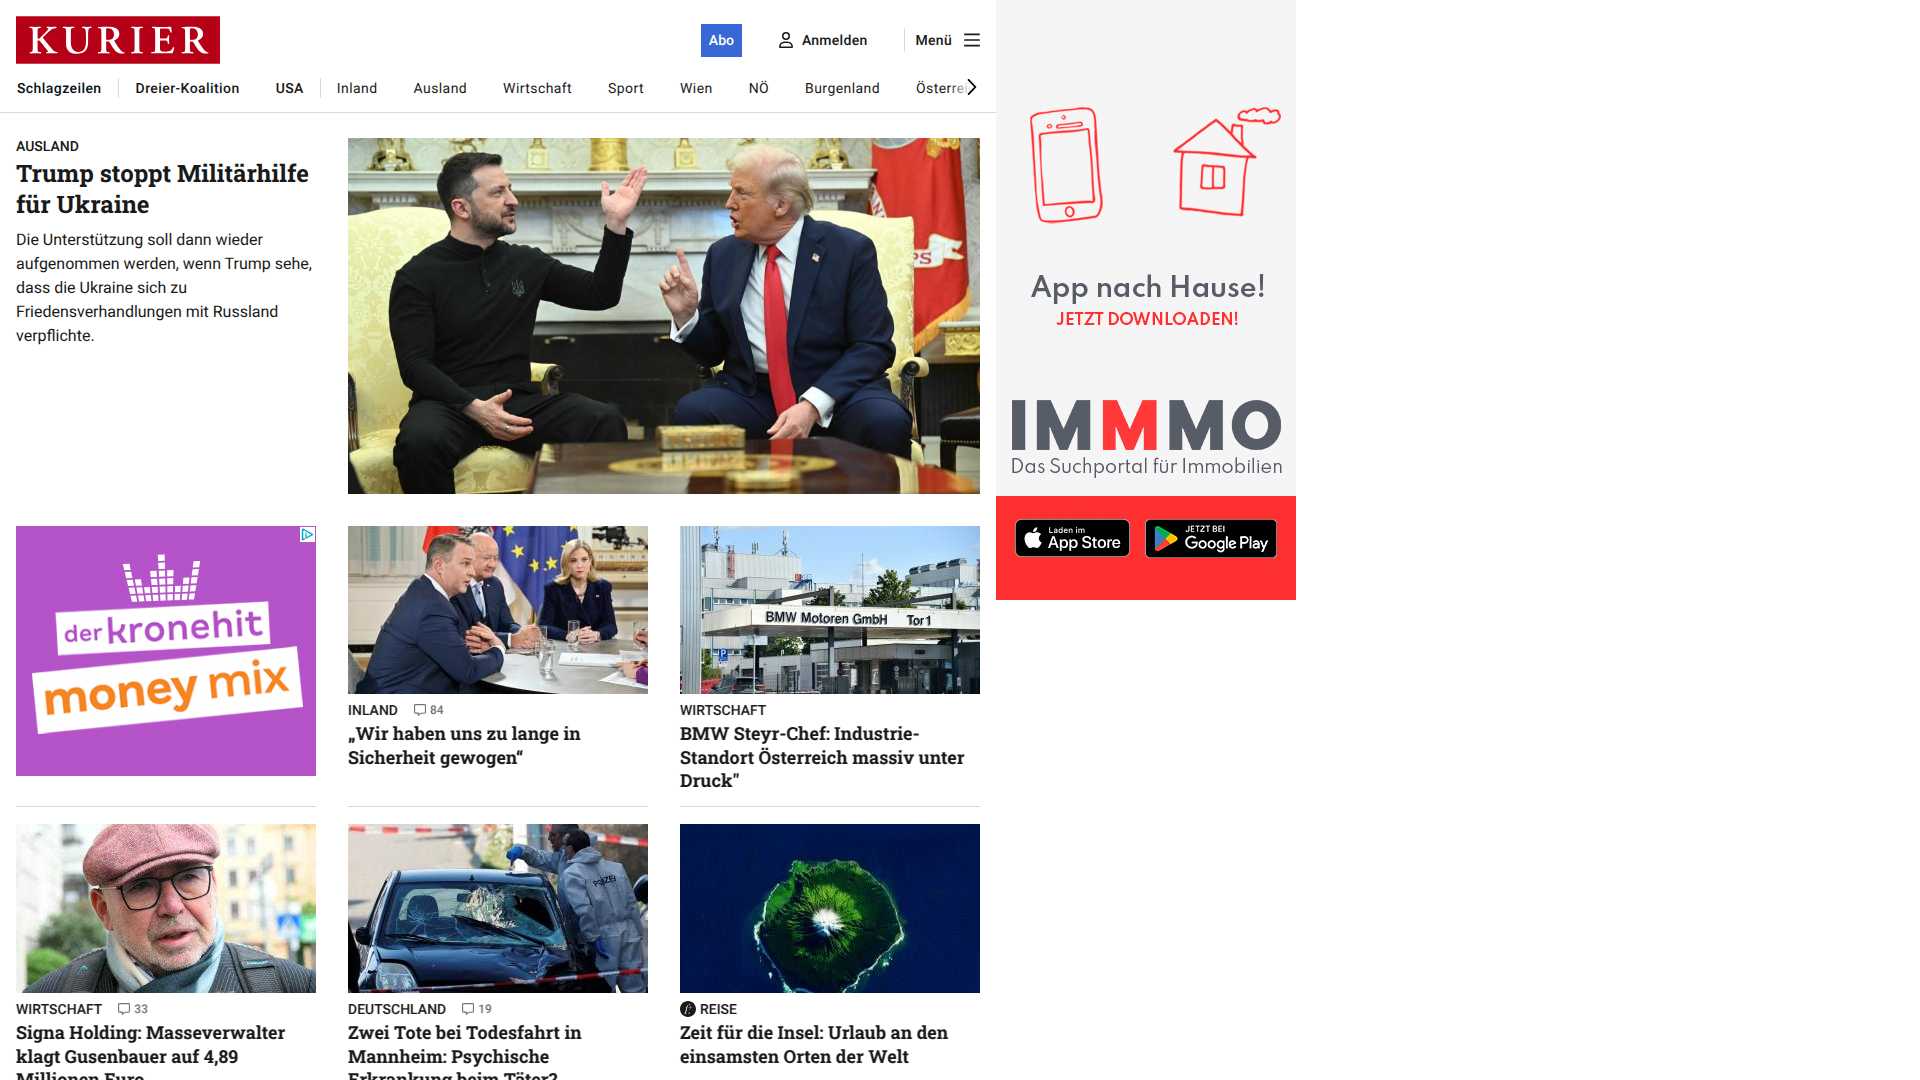 KURIER
Abo
Anmelden
Menü
Schlagzeilen
Dreier-Koalition
USA
Inland
Ausland
Wirtschaft
Sport
Wien
NÖ
Burgenland
AUSLAND
Trump stoppt Militärhilfe
für Ukraine
Die Unterstützung soll dann wieder
aufgenommen werden, wenn Trump sehe,
dass die Ukraine sich zu
Friedensverhandlungen mit Russland
verpflichte.
App nach Hause!
JETZT DOWNLOADEN!
IMMMO
Das Suchportal für Immobilien
Laden im
App Store
JETZT BEI
Google Play
der kronehit
money mix
BMW Motoren GmbH Tor 1
INLAND 84
„Wir haben uns zu lange in
Sicherheit gewogen“
WIRTSCHAFT
BMW Steyr-Chef: Industrie-
Standort Österreich massiv unter
Druck"
POLIZEI
WIRTSCHAFT 33
Signa Holding: Masseverwalter
klagt Gusenbauer auf 4,89
Millionen Euro
DEUTSCHLAND 19
Zwei Tote bei Todesfahrt in
Mannheim: Psychische
Erkrankung beim Täter?
REISE
Zeit für die Insel: Urlaub an den
einsamsten Orten der Welt